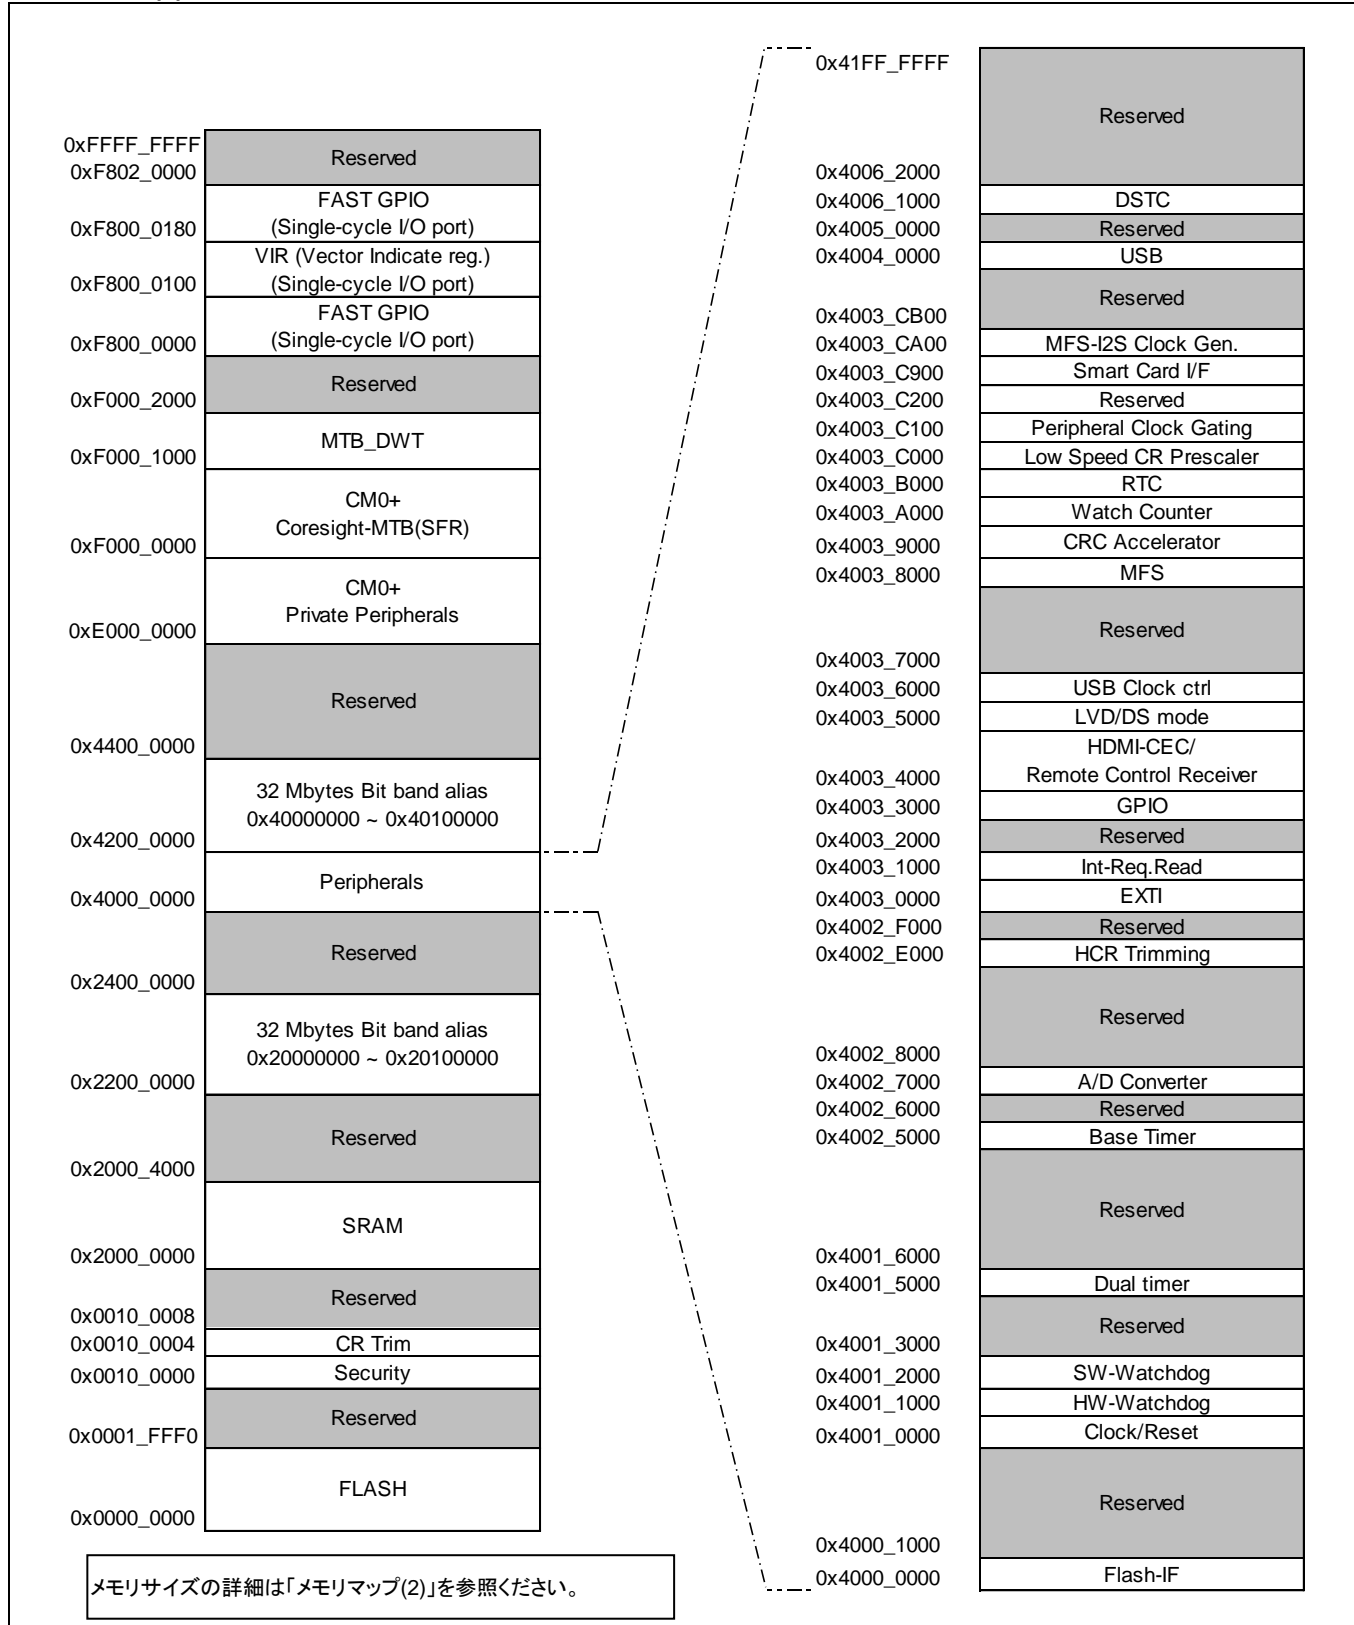 0xFFFF_FFFF
Reserved
0xF802_0000
FAST GPIO
(Single-cycle I/O port)
0xF800_0180
VIR (Vector Indicate reg.)
(Single-cycle I/O port)
0xF800_0100
FAST GPIO
(Single-cycle I/O port)
0xF800_0000
Reserved
0xF000_2000
MTB_DWT
0xF000_1000
CM0+
Coresight-MTB(SFR)
0xF000_0000
CM0+
Private Peripherals
0xE000_0000
Reserved
0x4400_0000
32 Mbytes Bit band alias
0x40000000 ~ 0x40100000
0x4200_0000
Peripherals
0x4000_0000
Reserved
0x2400_0000
32 Mbytes Bit band alias
0x20000000 ~ 0x20100000
0x2200_0000
Reserved
0x2000_4000
SRAM
0x2000_0000
Reserved
0x0010_0008
0x0010_0004 CR Trim
0x0010_0000 Security
Reserved
0x0001_FFF0
FLASH
0x0000_0000
メモリサイズの詳細は「メモリマップ(2)」を参照ください。
0x41FF_FFFF
Reserved
0x4006_2000
0x4006_1000 DSTC
0x4005_0000 Reserved
0x4004_0000 USB
Reserved
0x4003_CB00
0x4003_CA00 MFS-I2S Clock Gen.
0x4003_C900 Smart Card I/F
0x4003_C200 Reserved
0x4003_C100 Peripheral Clock Gating
0x4003_C000 Low Speed CR Prescaler
0x4003_B000 RTC
0x4003_A000 Watch Counter
0x4003_9000 CRC Accelerator
0x4003_8000 MFS
Reserved
0x4003_7000
0x4003_6000 USB Clock ctrl
0x4003_5000 LVD/DS mode
HDMI-CEC/
0x4003_4000 Remote Control Receiver
0x4003_3000 GPIO
0x4003_2000 Reserved
0x4003_1000 Int-Req.Read
0x4003_0000 EXTI
0x4002_F000 Reserved
0x4002_E000 HCR Trimming
Reserved
0x4002_8000
0x4002_7000 A/D Converter
0x4002_6000 Reserved
0x4002_5000 Base Timer
Reserved
0x4001_6000
0x4001_5000 Dual timer
Reserved
0x4001_3000
0x4001_2000 SW-Watchdog
0x4001_1000 HW-Watchdog
0x4001_0000 Clock/Reset
Reserved
0x4000_1000
0x4000_0000 Flash-IF